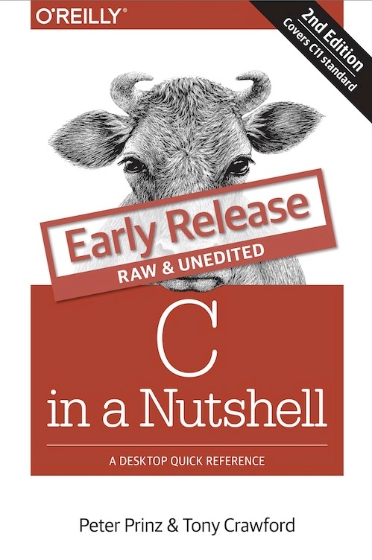 O'REILLY®
2nd Edition
Covers C11 standard
Early Release
RAW & UNEDITED
C
in a Nutshell
A DESKTOP QUICK REFERENCE
Peter Prinz & Tony Crawford